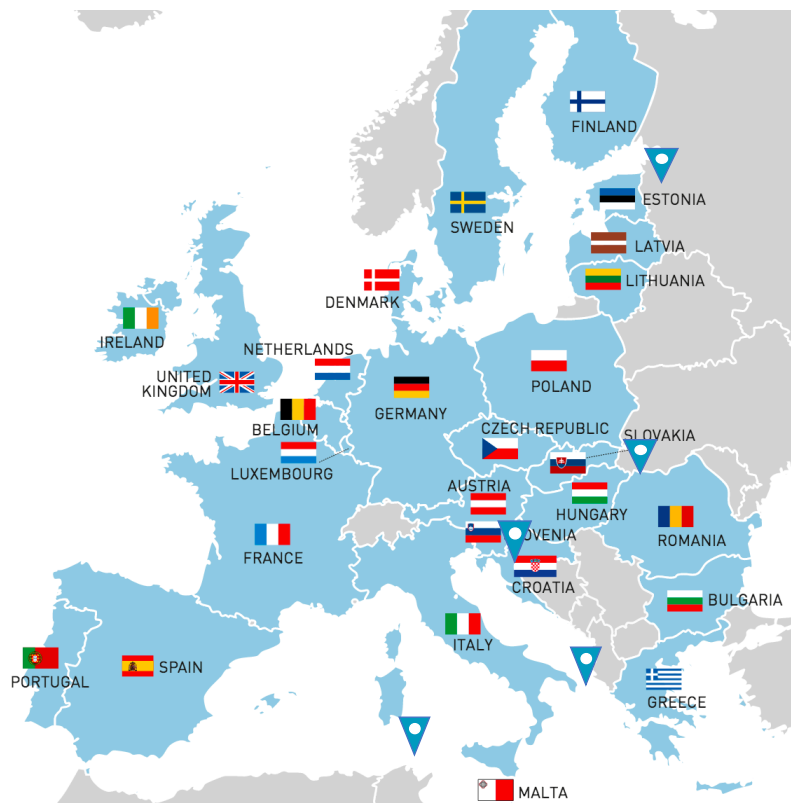 FINLAND
ESTONIA
SWEDEN
LATVIA
LITHUANIA
DENMARK
IRELAND
NETHERLANDS
UNITED
KINGDOM
POLAND
GERMANY
BELGIUM
CZECH REPUBLIC
SLOVAKIA
LUXEMBOURG
AUSTRIA
HUNGARY
OVENIA
ROMANIA
FRANCE
CROATIA
BULGARIA
ITALY
SPAIN
PORTUGAL
GREECE
MALTA